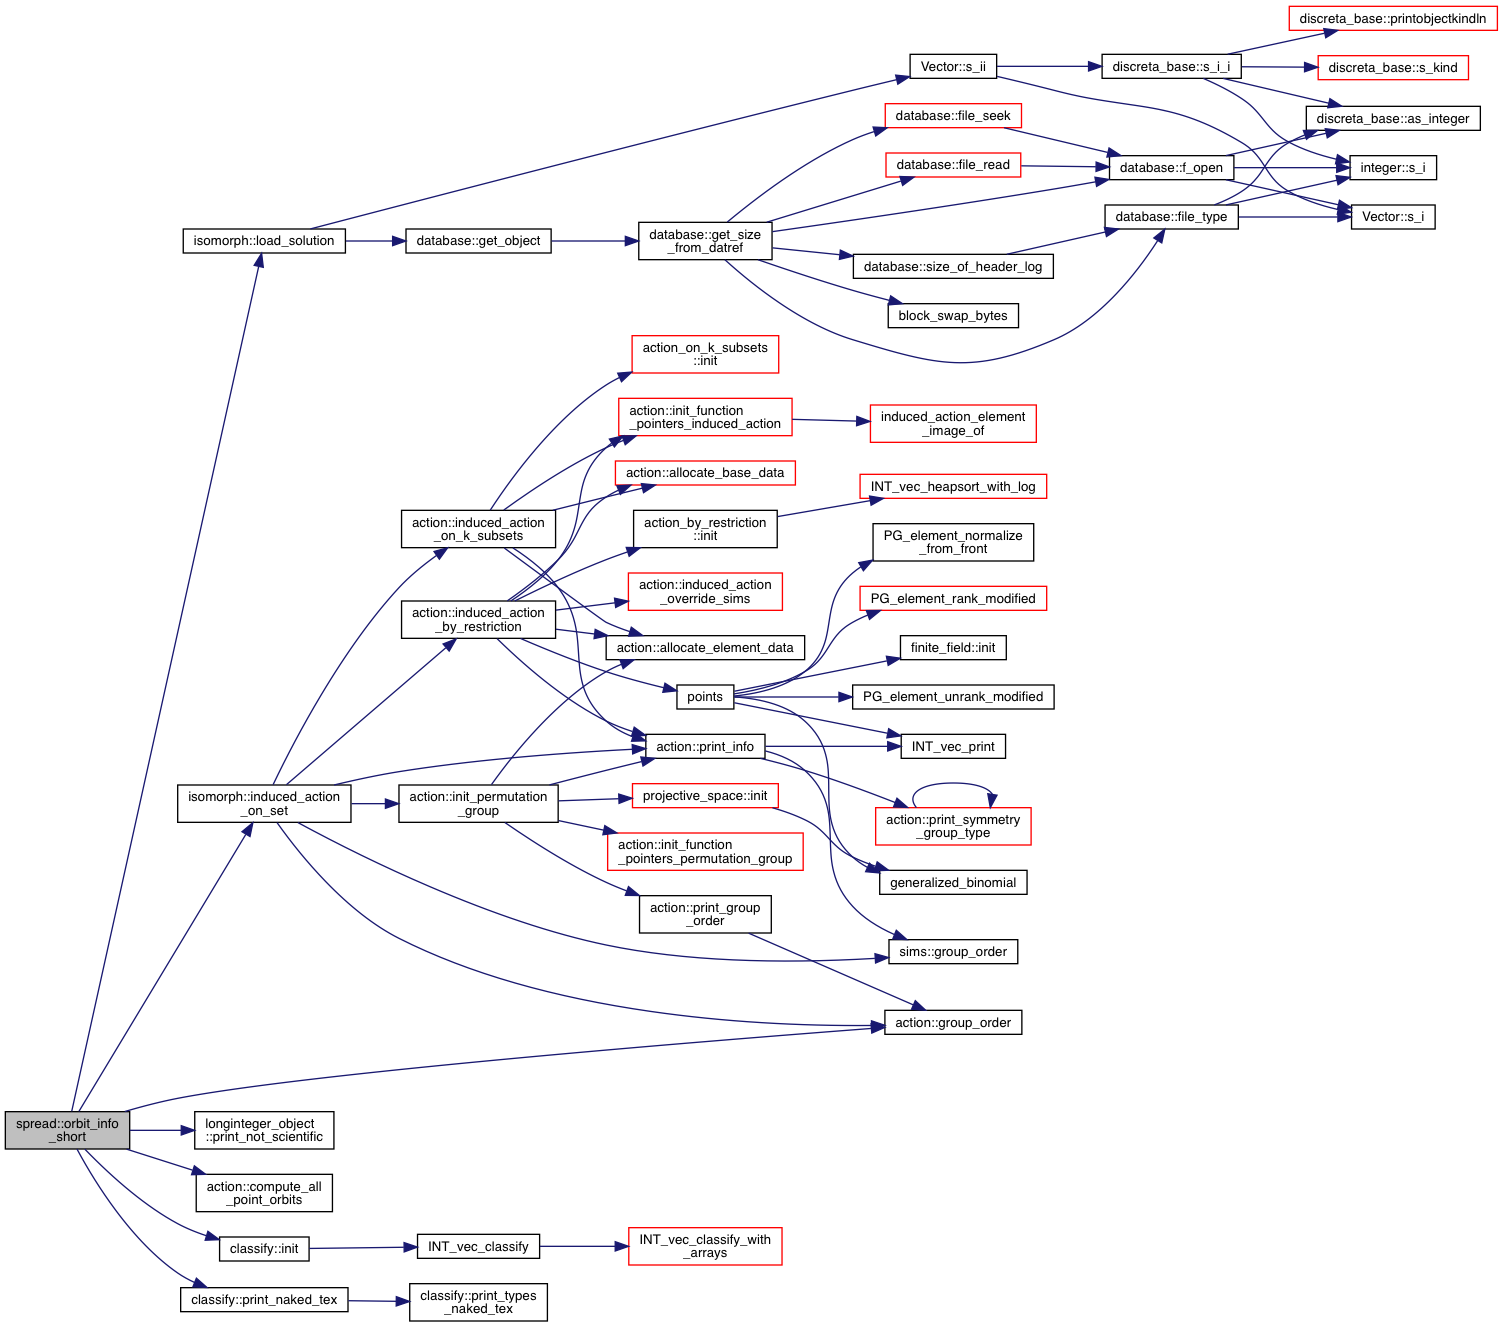 discreta_base::printobjectkindln
Vector::s_ii
discreta_base::s_i_i
discreta_base::s_kind
database::file_seek
discreta_base::as_integer
database::file_read
database::f_open
integer::s_i
database::file_type
Vector::s_i
isomorph::load_solution
database::get_object
database::get_size
_from_datref
database::size_of_header_log
block_swap_bytes
action_on_k_subsets
::init
action::init_function
_pointers_induced_action
induced_action_element
_image_of
action::allocate_base_data
INT_vec_heapsort_with_log
action::induced_action
_on_k_subsets
action_by_restriction
::init
PG_element_normalize
_from_front
action::induced_action
_override_sims
PG_element_rank_modified
action::induced_action
_by_restriction
action::allocate_element_data
finite_field::init
points
PG_element_unrank_modified
action::print_info
INT_vec_print
isomorph::induced_action
_on_set
action::init_permutation
_group
projective_space::init
action::print_symmetry
_group_type
action::init_function
_pointers_permutation_group
generalized_binomial
action::print_group
_order
sims::group_order
action::group_order
spread::orbit_info
_short
longinteger_object
::print_not_scientific
action::compute_all
_point_orbits
classify::init
INT_vec_classify
INT_vec_classify_with
_arrays
classify::print_naked_tex
classify::print_types
_naked_tex